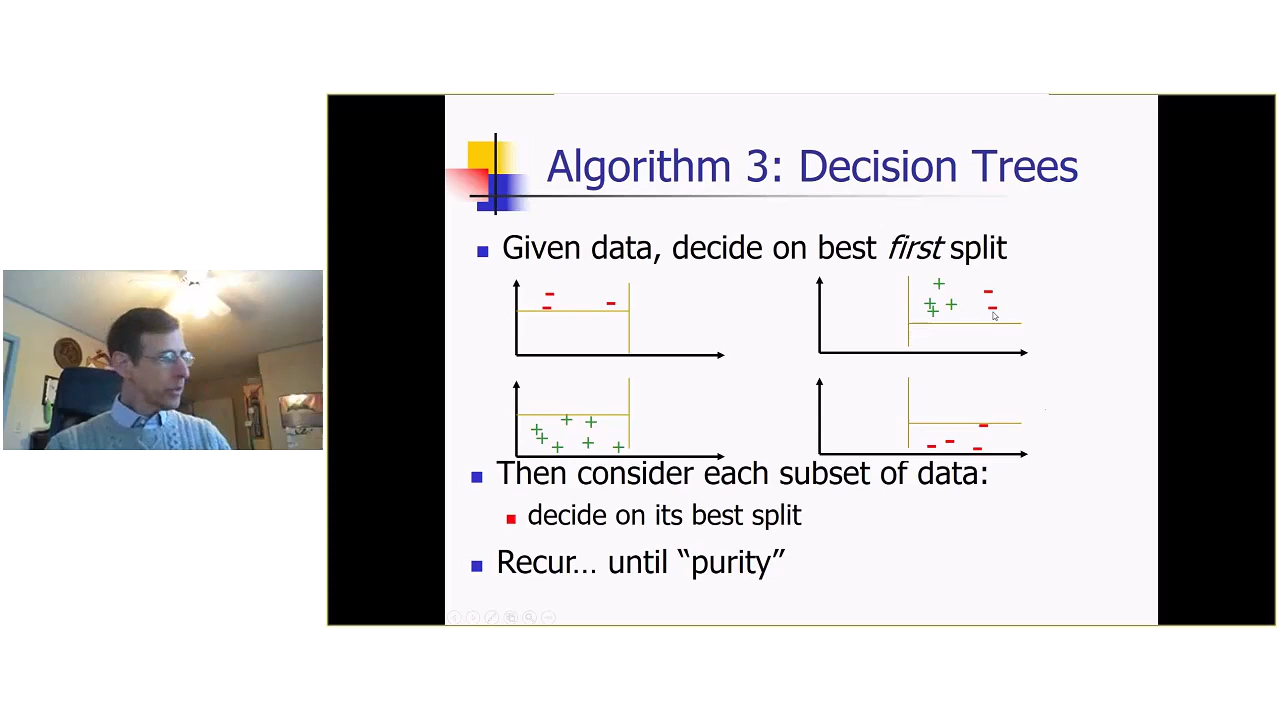 Algorithm 3: Decision Trees
Given data, decide on best first split
Then consider each subset of data:
decide on its best split
Recur... until “purity”